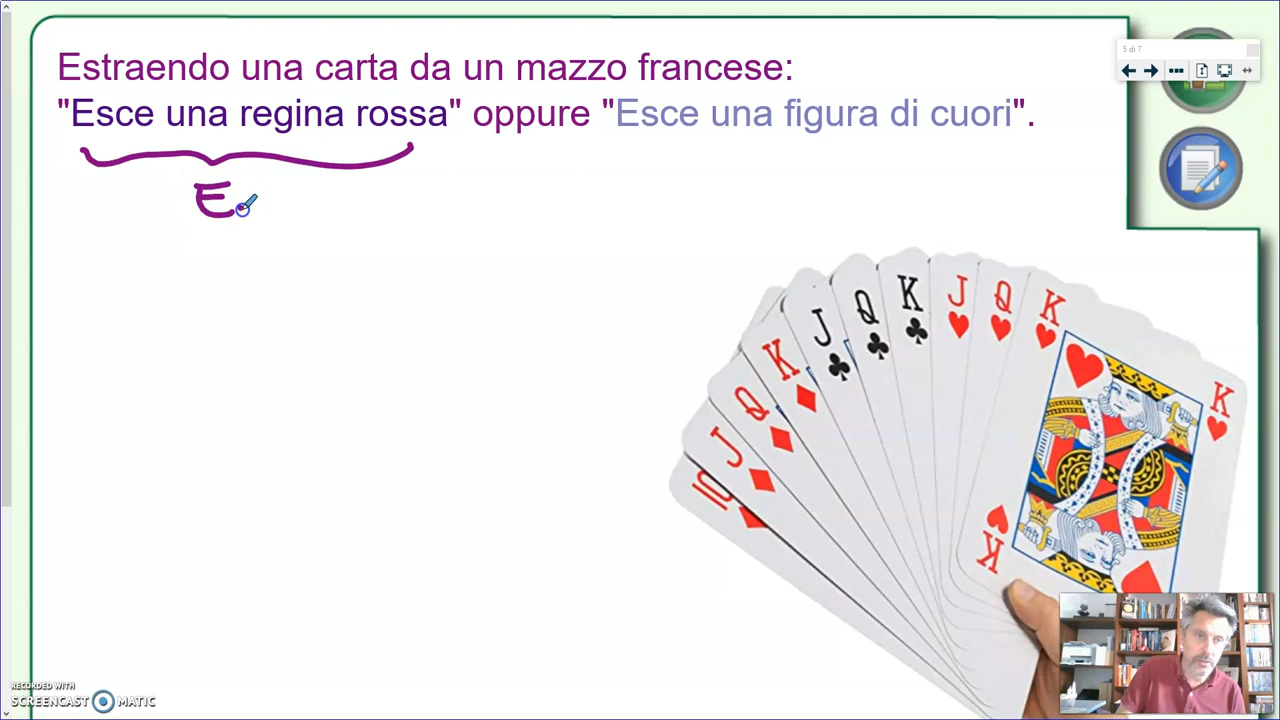 Estraendo una carta da un mazzo francese:
"Esce una regina rossa" oppure "Esce una figura di cuori".
E
5 di 7
J
Q
K
J
Q
K
J
Q
K
10
K
K
RECORDED WITH
SCREENCAST MATIC